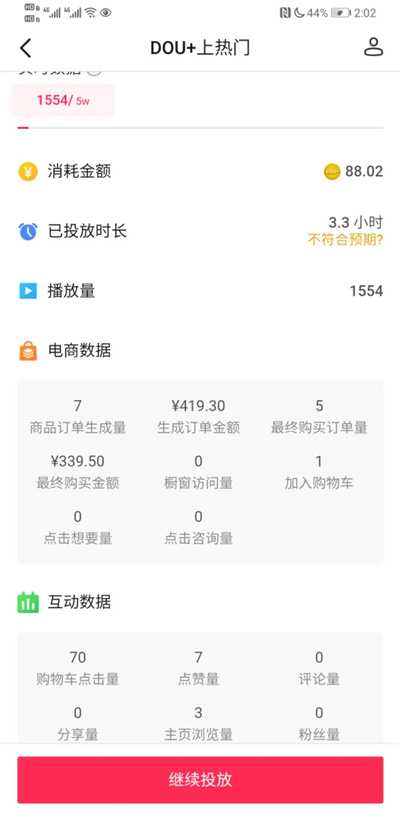 44% 2:02
DOU+上热门
1554/ 5w
消耗金额 88.02
已投放时长 3.3 小时
不符合预期?
播放量 1554
电商数据
7 ¥419.30 5
商品订单生成量 生成订单金额 最终购买订单量
¥339.50 0 1
最终购买金额 橱窗访问量 加入购物车
0 0
点击想要量 点击咨询量
互动数据
70 7 0
购物车点击量 点赞量 评论量
0 3 0
分享量 主页浏览量 粉丝量
继续投放